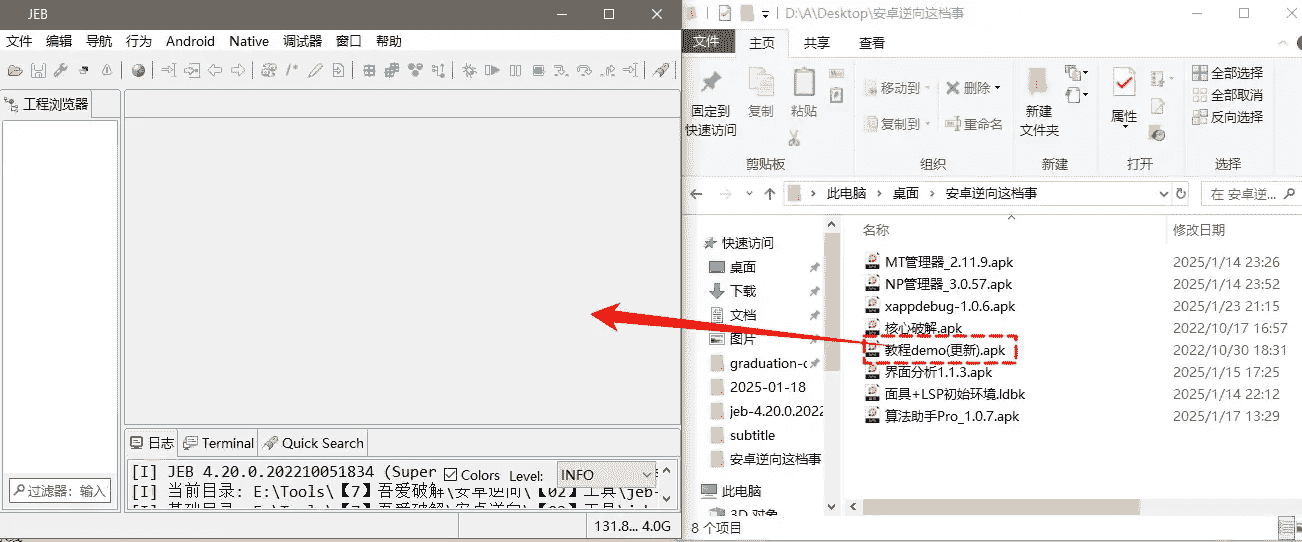 JEB
文件 编辑 导航 行为 Android Native 调试器 窗口 帮助
工程浏览器
过滤器: 输入
日志 Terminal Quick Search
Colors Level: INFO
[I] JEB 4.20.0.202210051834 (Super
[I] 当前目录: E:\Tools\【7】吾爱破解\安卓逆向\【02】工具\jeb-
131.8... 4.0G
D:\A\Desktop\安卓逆向这档事
文件 主页 共享 查看
固定到
快速访问
复制
粘贴
剪贴板
移动到
复制到
删除
重命名
组织
新建
文件夹
新建
属性
打开
全部选择
全部取消
反向选择
选择
此电脑 桌面 安卓逆向这档事
在 安卓逆...
快速访问
桌面
下载
文档
图片
graduation-c
2025-01-18
jeb-4.20.0.2022
subtitle
安卓逆向这档事
此电脑
3D 对象
名称 修改日期
MT管理器_2.11.9.apk 2025/1/14 23:26
NP管理器_3.0.57.apk 2025/1/14 23:52
xappdebug-1.0.6.apk 2025/1/23 21:15
核心破解.apk 2022/10/17 16:57
教程demo(更新).apk 2022/10/30 18:31
界面分析1.1.3.apk 2025/1/15 17:25
面具+LSP初始环境.ldbk 2025/1/14 22:12
算法助手Pro_1.0.7.apk 2025/1/17 13:29
8 个项目